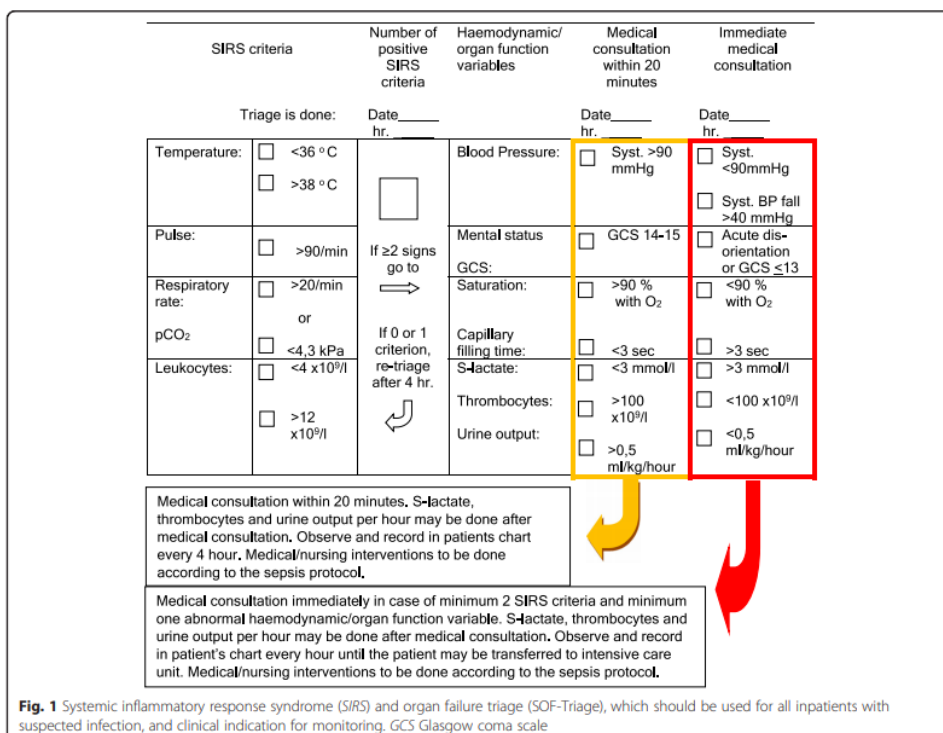 SIRS criteria
Number of
positive
SIRS
criteria
Haemodynamic/
organ function
variables
Medical
consultation
within 20
minutes
Immediate
medical
consultation
Triage is done:
Date_____
hr. _____
Date_____
hr. _____
Date_____
hr. _____
Temperature:
<36 °C
>38 °C
Blood Pressure:
Syst. >90
mmHg
Syst.
<90mmHg
Syst. BP fall
>40 mmHg
Pulse:
>90/min
If ≥2 signs
go to
Mental status
GCS:
GCS 14-15
Acute dis-
orientation
or GCS ≤13
Respiratory
rate:
pCO₂
>20/min
or
<4,3 kPa
If 0 or 1
criterion,
re-triage
after 4 hr.
Saturation:
Capillary
filling time:
>90 %
with O₂
<3 sec
<90 %
with O₂
>3 sec
Leukocytes:
<4 x10⁹/l
>12
x10⁹/l
S-lactate:
Thrombocytes:
Urine output:
<3 mmol/l
>100
x10⁹/l
>0,5
ml/kg/hour
>3 mmol/l
<100 x10⁹/l
<0,5
ml/kg/hour
Medical consultation within 20 minutes. S-lactate,
thrombocytes and urine output per hour may be done after
medical consultation. Observe and record in patients chart
every 4 hour. Medical/nursing interventions to be done
according to the sepsis protocol.
Medical consultation immediately in case of minimum 2 SIRS criteria and minimum
one abnormal haemodynamic/organ function variable. S-lactate, thrombocytes and
urine output per hour may be done after medical consultation. Observe and record
in patient's chart every hour until the patient may be transferred to intensive care
unit. Medical/nursing interventions to be done according to the sepsis protocol.
Fig. 1 Systemic inflammatory response syndrome (SIRS) and organ failure triage (SOF-Triage), which should be used for all inpatients with
suspected infection, and clinical indication for monitoring. GCS Glasgow coma scale